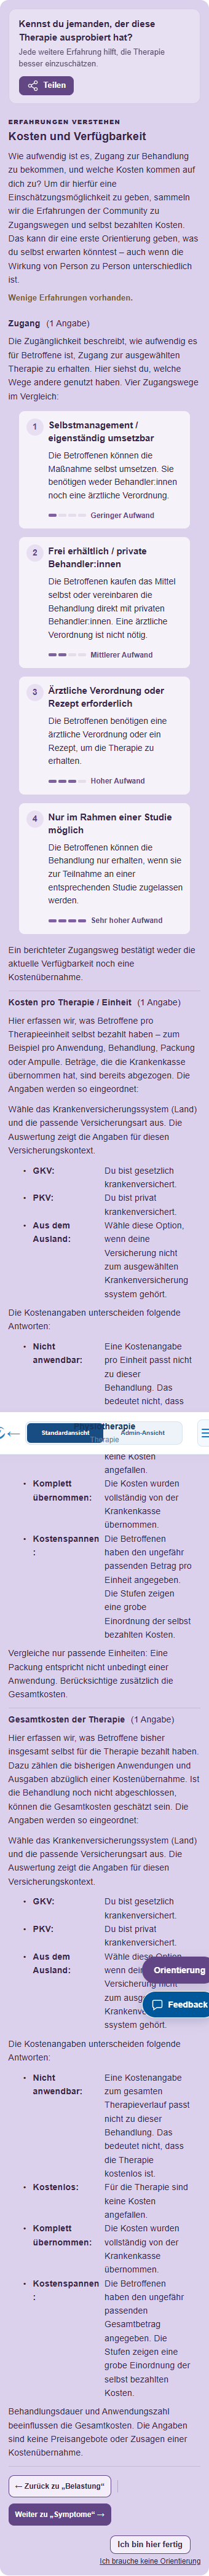 Kennst du jemanden, der diese
Therapie ausprobiert hat?
Jede weitere Erfahrung hilft, die Therapie
besser einzuschätzen.
Teilen
ERFAHRUNGEN VERSTEHEN
Kosten und Verfügbarkeit
Wie aufwendig ist es, Zugang zur Behandlung
zu bekommen, und welche Kosten kommen auf
dich zu? Um dir hierfür eine
Einschätzungsmöglichkeit zu geben, sammeln
wir die Erfahrungen der Community zu
Zugangswegen und selbst bezahlten Kosten.
Das kann dir eine erste Orientierung geben, was
du selbst erwarten könntest – auch wenn die
Wirkung von Person zu Person unterschiedlich
ist.
Wenige Erfahrungen vorhanden.
Zugang (1 Angabe)
Die Zugänglichkeit beschreibt, wie aufwendig es
für Betroffene ist, Zugang zur ausgewählten
Therapie zu erhalten. Hier siehst du, welche
Wege andere genutzt haben. Vier Zugangswege
im Vergleich:
1 Selbstmanagement /
eigenständig umsetzbar
Die Betroffenen können die
Maßnahme selbst umsetzen. Sie
benötigen weder Behandler:innen
noch eine ärztliche Verordnung.
Geringer Aufwand
2 Frei erhältlich / private
Behandler:innen
Die Betroffenen kaufen das Mittel
selbst oder vereinbaren die
Behandlung direkt mit privaten
Behandler:innen. Eine ärztliche
Verordnung ist nicht nötig.
Mittlerer Aufwand
3 Ärztliche Verordnung oder
Rezept erforderlich
Die Betroffenen benötigen eine
ärztliche Verordnung oder ein
Rezept, um die Therapie zu
erhalten.
Hoher Aufwand
4 Nur im Rahmen einer Studie
möglich
Die Betroffenen können die
Behandlung nur erhalten, wenn sie
zur Teilnahme an einer
entsprechenden Studie zugelassen
werden.
Sehr hoher Aufwand
Ein berichteter Zugangsweg bestätigt weder die
aktuelle Verfügbarkeit noch eine
Kostenübernahme.
Kosten pro Therapie / Einheit (1 Angabe)
Hier erfassen wir, was Betroffene pro
Therapieeinheit selbst bezahlt haben – zum
Beispiel pro Anwendung, Behandlung, Packung
oder Ampulle. Beträge, die die Krankenkasse
übernommen hat, sind bereits abgezogen. Die
Angaben werden so eingeordnet:
Wähle das Krankenversicherungssystem (Land)
und die passende Versicherungsart aus. Die
Auswertung zeigt die Angaben für diesen
Versicherungskontext.
• GKV: Du bist gesetzlich
krankenversichert.
• PKV: Du bist privat
krankenversichert.
• Aus dem Wähle diese Option,
Ausland: wenn deine
Versicherung nicht
zum ausgewählten
Krankenversicherung
ssystem gehört.
Die Kostenangaben unterscheiden folgende
Antworten:
• Nicht Eine Kostenangabe
anwendbar: pro Einheit passt nicht
zu dieser
Behandlung. Das
bedeutet nicht, dass
← Standardansicht Admin-Ansicht
Therapie
keine Kosten
angefallen.
• Komplett Die Kosten wurden
übernommen: vollständig von der
Krankenkasse
übernommen.
• Kostenspannen Die Betroffenen
: haben den ungefähr
passenden Betrag pro
Einheit angegeben.
Die Stufen zeigen
eine grobe
Einordnung der selbst
bezahlten Kosten.
Vergleiche nur passende Einheiten: Eine
Packung entspricht nicht unbedingt einer
Anwendung. Berücksichtige zusätzlich die
Gesamtkosten.
Gesamtkosten der Therapie (1 Angabe)
Hier erfassen wir, was Betroffene bisher
insgesamt selbst für die Therapie bezahlt haben.
Dazu zählen die bisherigen Anwendungen und
Ausgaben abzüglich einer Kostenübernahme. Ist
die Behandlung noch nicht abgeschlossen,
können die Gesamtkosten geschätzt sein. Die
Angaben werden so eingeordnet:
Wähle das Krankenversicherungssystem (Land)
und die passende Versicherungsart aus. Die
Auswertung zeigt die Angaben für diesen
Versicherungskontext.
• GKV: Du bist gesetzlich
krankenversichert.
• PKV: Du bist privat
krankenversichert.
• Aus dem Wähle diese Option,
Ausland: wenn
Versicherung nicht
zum
gehört.
Orientierung
Feedback
Die Kostenangaben unterscheiden folgende
Antworten:
• Nicht Eine Kostenangabe
anwendbar: zum gesamten
Therapieverlauf passt
nicht zu dieser
Behandlung. Das
bedeutet nicht, dass
die Therapie
kostenlos ist.
• Kostenlos: Für die Therapie sind
keine Kosten
angefallen.
• Komplett Die Kosten wurden
übernommen: vollständig von der
Krankenkasse
übernommen.
• Kostenspannen Die Betroffenen
: haben den ungefähr
passenden
Gesamtbetrag
angegeben. Die
Stufen zeigen eine
grobe Einordnung der
selbst bezahlten
Kosten.
Behandlungsdauer und Anwendungszahl
beeinflussen die Gesamtkosten. Die Angaben
sind keine Preisangebote oder Zusagen einer
Kostenübernahme.
← Zurück zu „Belastung“
Weiter zu „Symptome“ →
Ich bin hier fertig
Ich brauche keine Orientierung